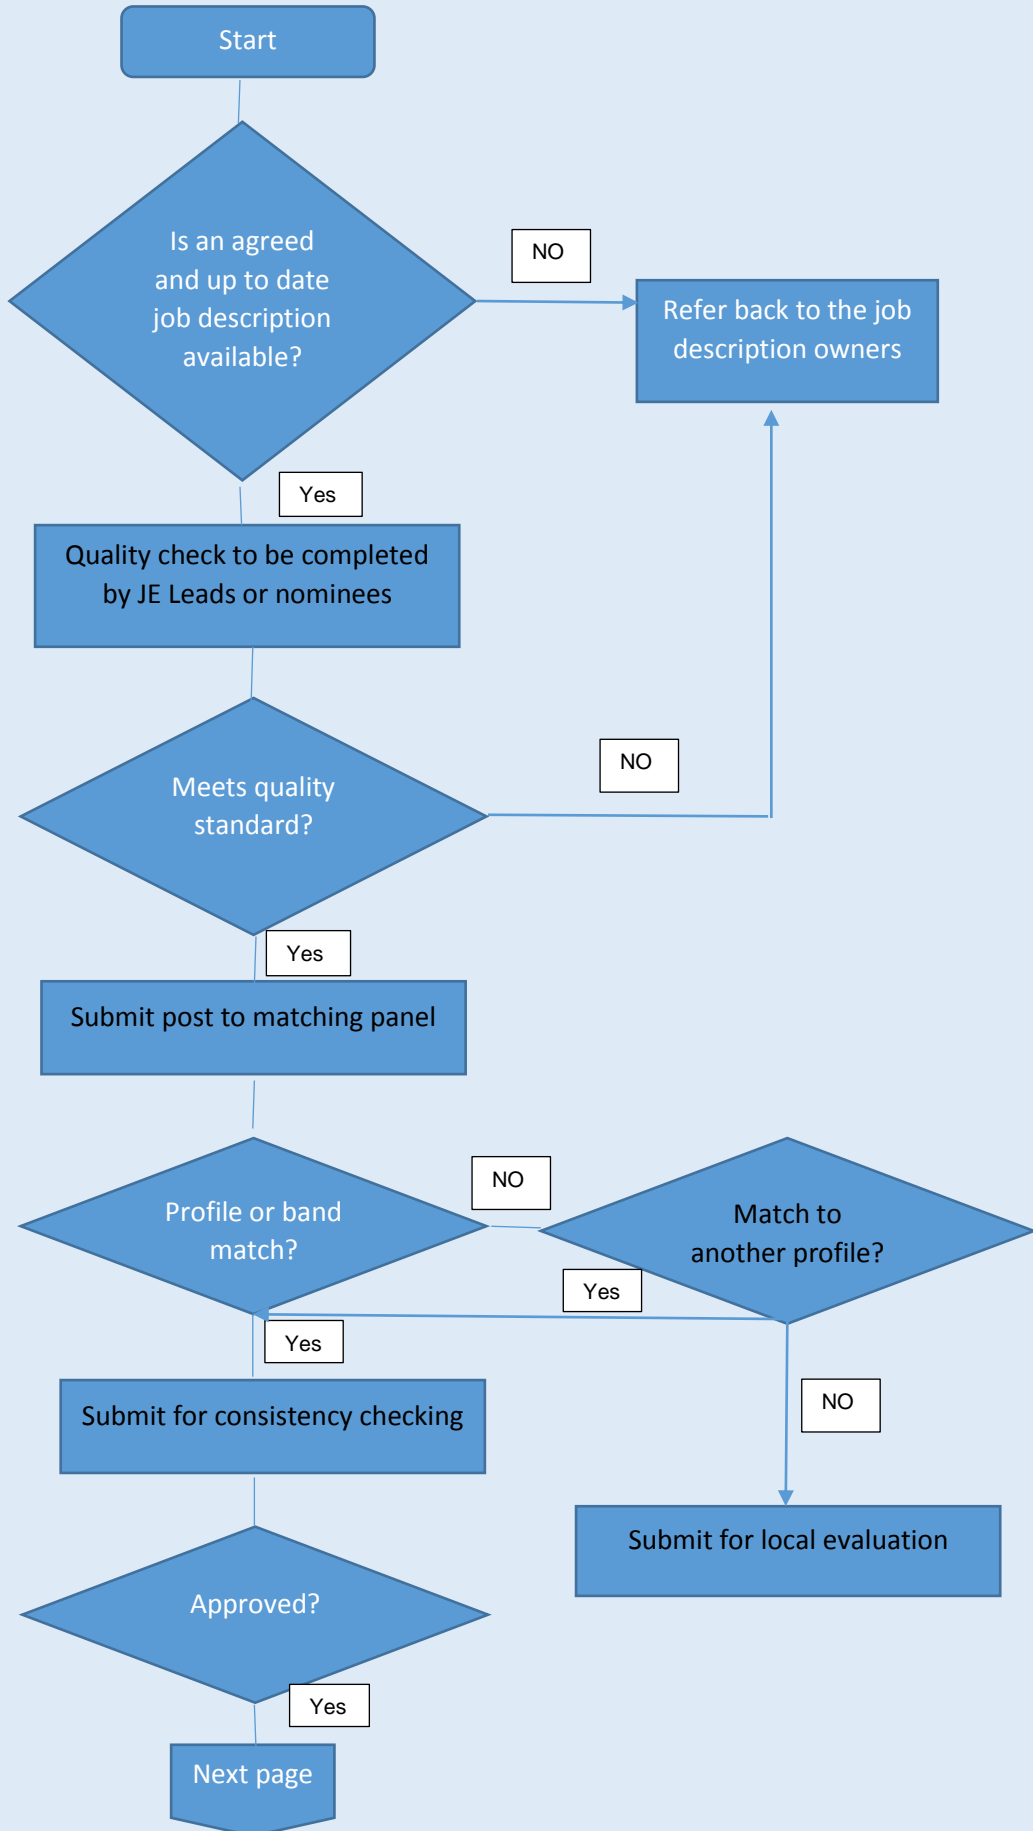 Start
Is an agreed
and up to date
job description
available?
NO
Refer back to the job
description owners
Yes
Quality check to be completed
by JE Leads or nominees
Meets quality
standard?
NO
Yes
Submit post to matching panel
Profile or band
match?
NO
Match to
another profile?
Yes
Yes
Submit for consistency checking
NO
Submit for local evaluation
Approved?
Yes
Next page